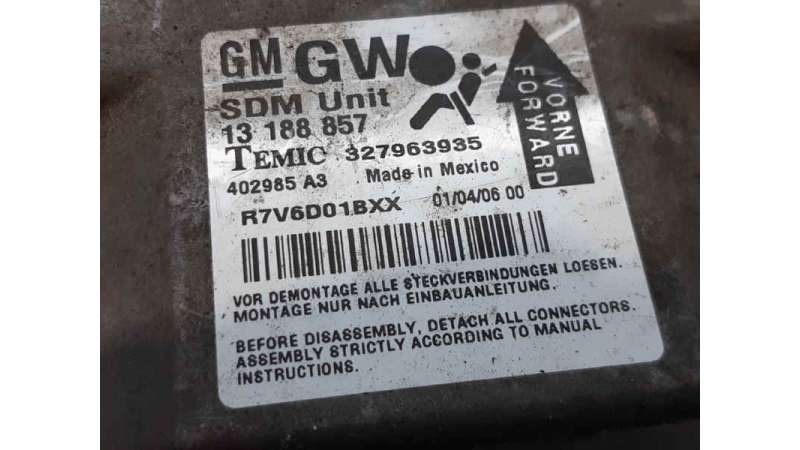 GM GW
SDM Unit
13 188 857
TEMIC 327963935
402985 A3 Made in Mexico
R7V6D01BXX 01/04/06 00
VORNE
FORWARD
VOR DEMONTAGE ALLE STECKVERBINDUNGEN LOESEN.
MONTAGE NUR NACH EINBAUANLEITUNG.
BEFORE DISASSEMBLY, DETACH ALL CONNECTORS.
ASSEMBLY STRICTLY ACCORDING TO MANUAL
INSTRUCTIONS.